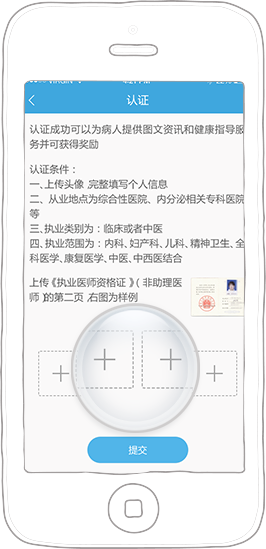 认证
认证成功可以为病人提供图文资讯和健康指导服
务并可获得奖励
认证条件：
一、上传头像，完整填写个人信息
二、从业地点为综合性医院、内分泌相关专科医院
等
三、执业类别为：临床或者中医
四、执业范围为：内科、妇产科、儿科、精神卫生、全
科医学、康复医学、中医、中西医结合
上传《执业医师资格证》（非助理医
师）的第二页，右图为样例
提交